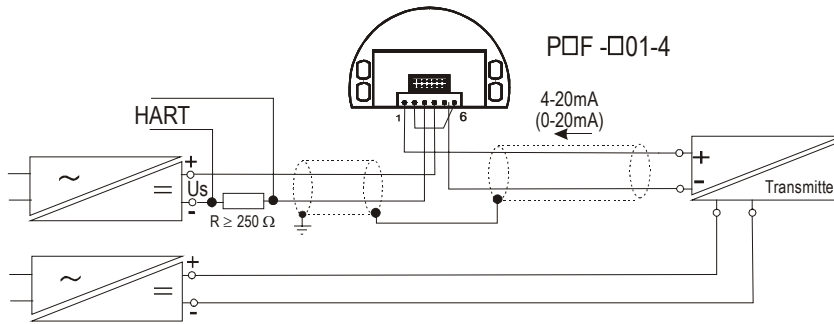 P□F -□01-4
4-20mA
(0-20mA)
1
6
HART
+
-
~
=
+
Us
-
R ≥ 250 Ω
+
-
Transmitte
~
=
+
-